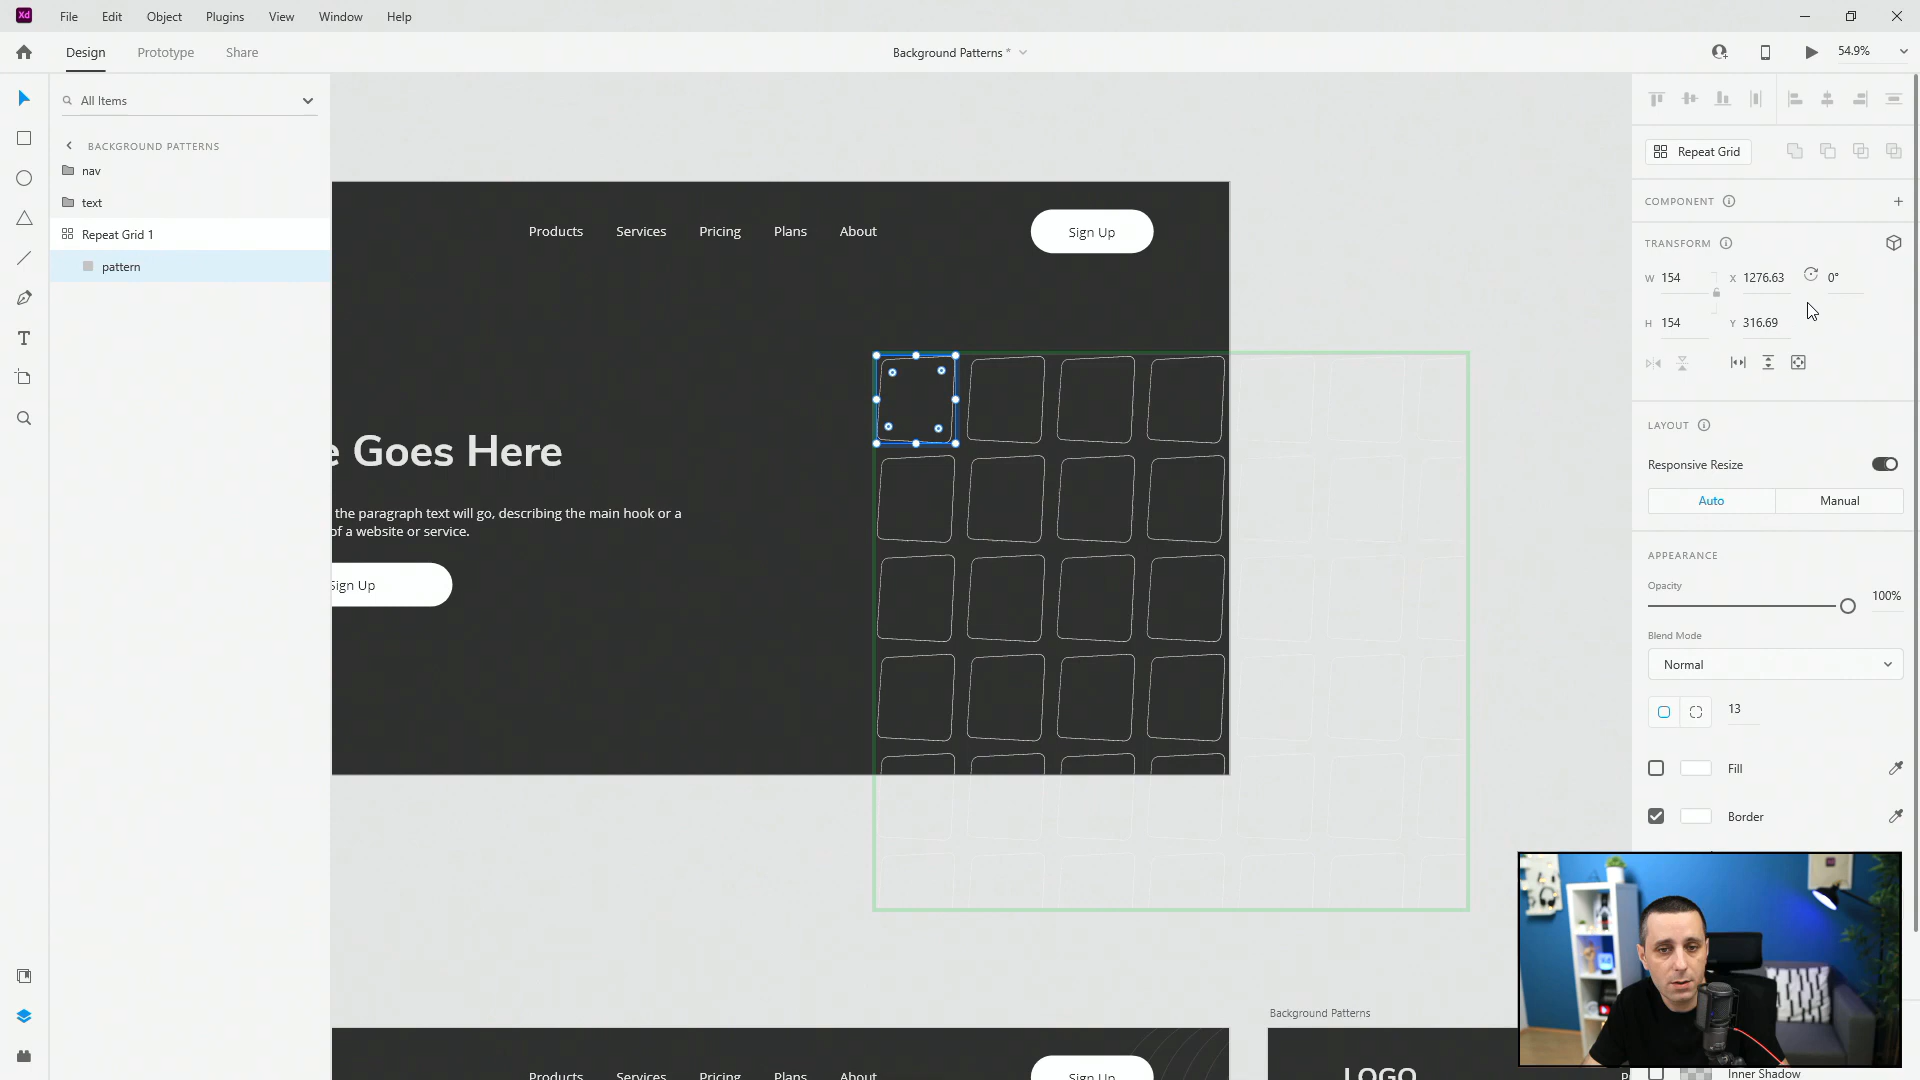 Xd
File Edit Object Plugins View Window Help
Design Prototype Share
Background Patterns *
54.9%
All Items
BACKGROUND PATTERNS
nav
text
Repeat Grid 1
pattern
Products Services Pricing Plans About
Sign Up
e Goes Here
the paragraph text will go, describing the main hook or a
of a website or service.
Sign Up
Background Patterns
Products Services Pricing Plans About
Sign Up
LOGO
Repeat Grid
COMPONENT
TRANSFORM
W 154 X 1276.63 0°
H 154 Y 316.69
LAYOUT
Responsive Resize
Auto Manual
APPEARANCE
Opacity
100%
Blend Mode
Normal
13
Fill
Border
Inner Shadow